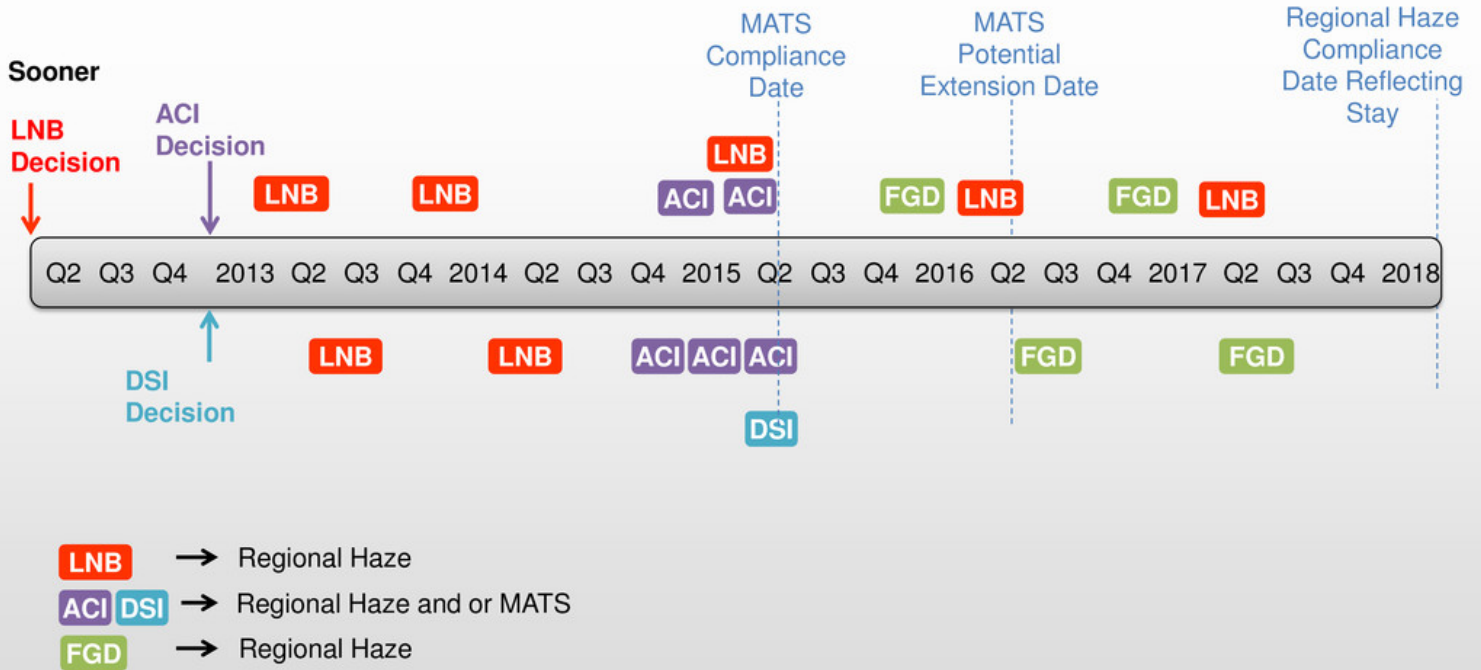 MATS
Compliance
Date
MATS
Potential
Extension Date
Regional Haze
Compliance
Date Reflecting
Stay
Sooner
LNB
Decision
ACI
Decision
LNB
LNB LNB FGD FGD
ACI ACI LNB LNB
Q2 Q3 Q4 2013 Q2 Q3 Q4 2014 Q2 Q3 Q4 2015 Q2 Q3 Q4 2016 Q2 Q3 Q4 2017 Q2 Q3 Q4 2018
LNB LNB ACI ACI ACI FGD FGD
DSI
Decision
DSI
LNB → Regional Haze
ACI DSI → Regional Haze and or MATS
FGD → Regional Haze